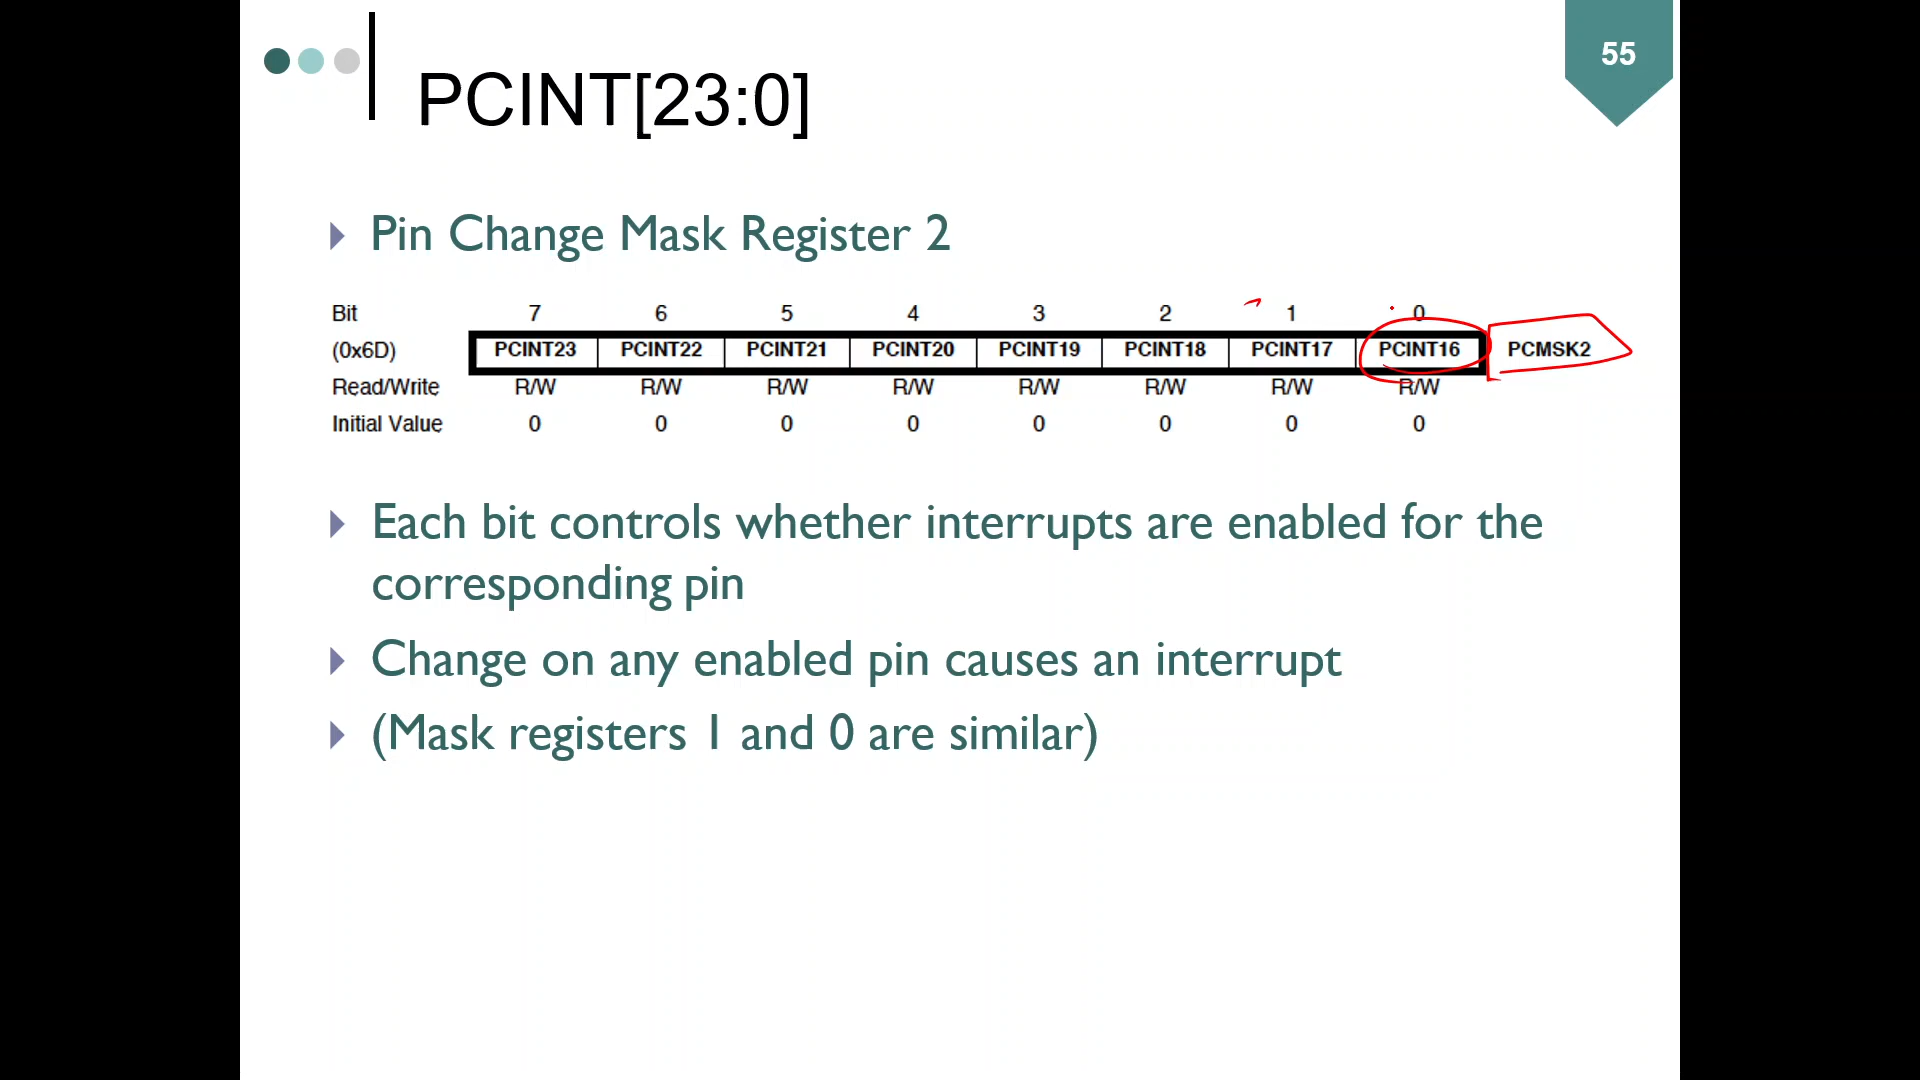 55
PCINT[23:0]
Pin Change Mask Register 2
Bit 7 6 5 4 3 2 1 0
(0x6D) PCINT23 PCINT22 PCINT21 PCINT20 PCINT19 PCINT18 PCINT17 PCINT16 PCMSK2
Read/Write R/W R/W R/W R/W R/W R/W R/W R/W
Initial Value 0 0 0 0 0 0 0 0
Each bit controls whether interrupts are enabled for the
corresponding pin
Change on any enabled pin causes an interrupt
(Mask registers 1 and 0 are similar)